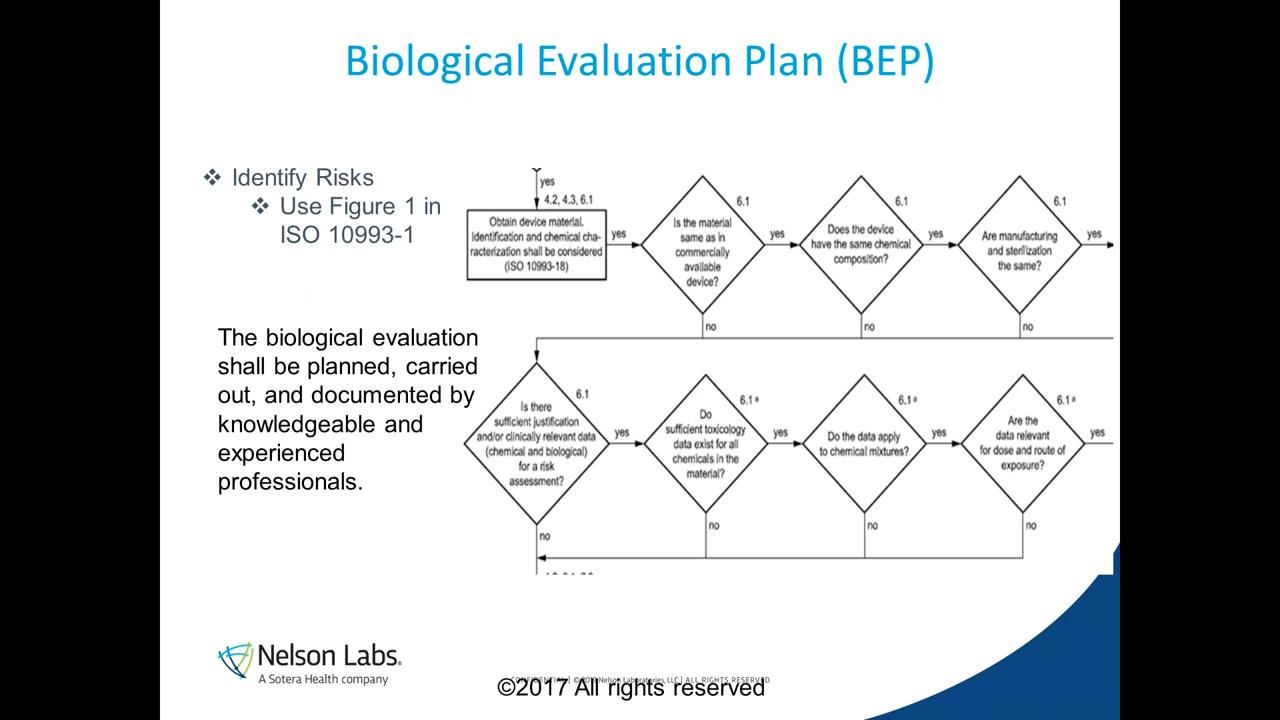 Biological Evaluation Plan (BEP)
❖ Identify Risks
❖ Use Figure 1 in
ISO 10993-1
The biological evaluation
shall be planned, carried
out, and documented by
knowledgeable and
experienced
professionals.
yes
4.2, 4.3, 6.1
Obtain device material.
Identification and chemical cha-
racterization shall be considered
(ISO 10993-18)
yes
6.1
Is the material
same as in
commercially
available
device?
yes
no
6.1
Does the device
have the same chemical
composition?
yes
no
6.1
Are manufacturing
and sterilization
the same?
yes
no
6.1
Is there
sufficient justification
and/or clinically relevant data
(chemical and biological)
for a risk
assessment?
yes
no
6.1 a
Do
sufficient toxicology
data exist for all
chemicals in the
material?
yes
no
6.1 a
Do the data apply
to chemical mixtures?
yes
no
6.1 a
Are the
data relevant
for dose and route of
exposure?
yes
no
Nelson Labs.
A Sotera Health company
Nelson Laboratories, LLC | ALL RIGHTS RESERVED
©2017 All rights reserved